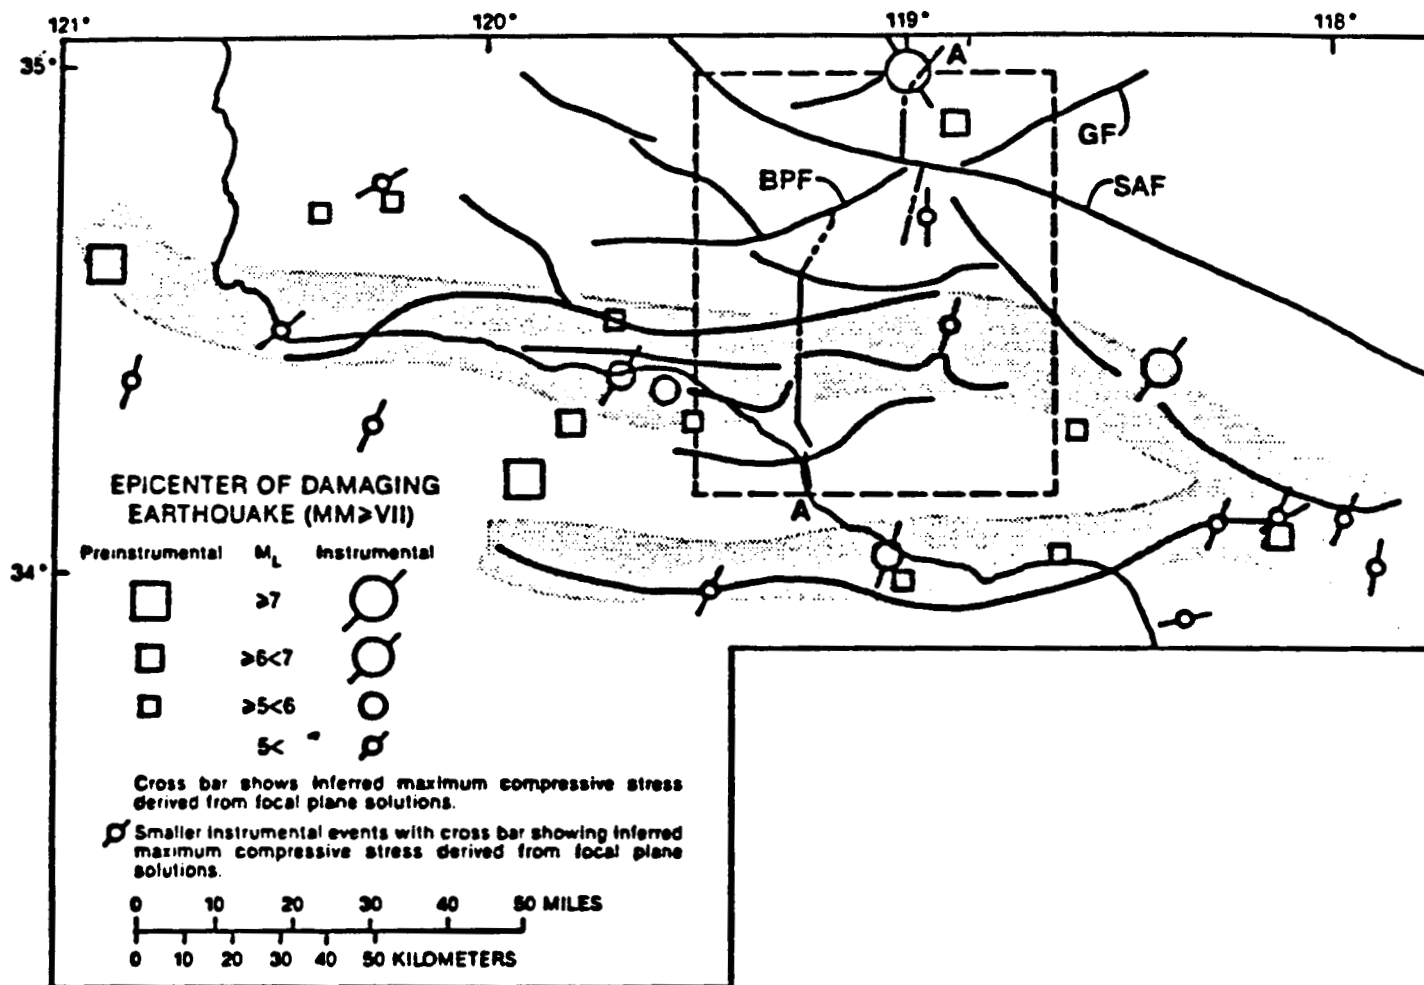 121° 120° 119° 118°
35°
A
GF
BPF
SAF
A
34°
EPICENTER OF DAMAGING
EARTHQUAKE (MM≥VII)
Preinstrumental M_L Instrumental
≥7
≥6<7
≥5<6
5<
Cross bar shows inferred maximum compressive stress
derived from focal plane solutions.
Smaller instrumental events with cross bar showing inferred
maximum compressive stress derived from focal plane
solutions.
0 10 20 30 40 50 MILES
0 10 20 30 40 50 KILOMETERS